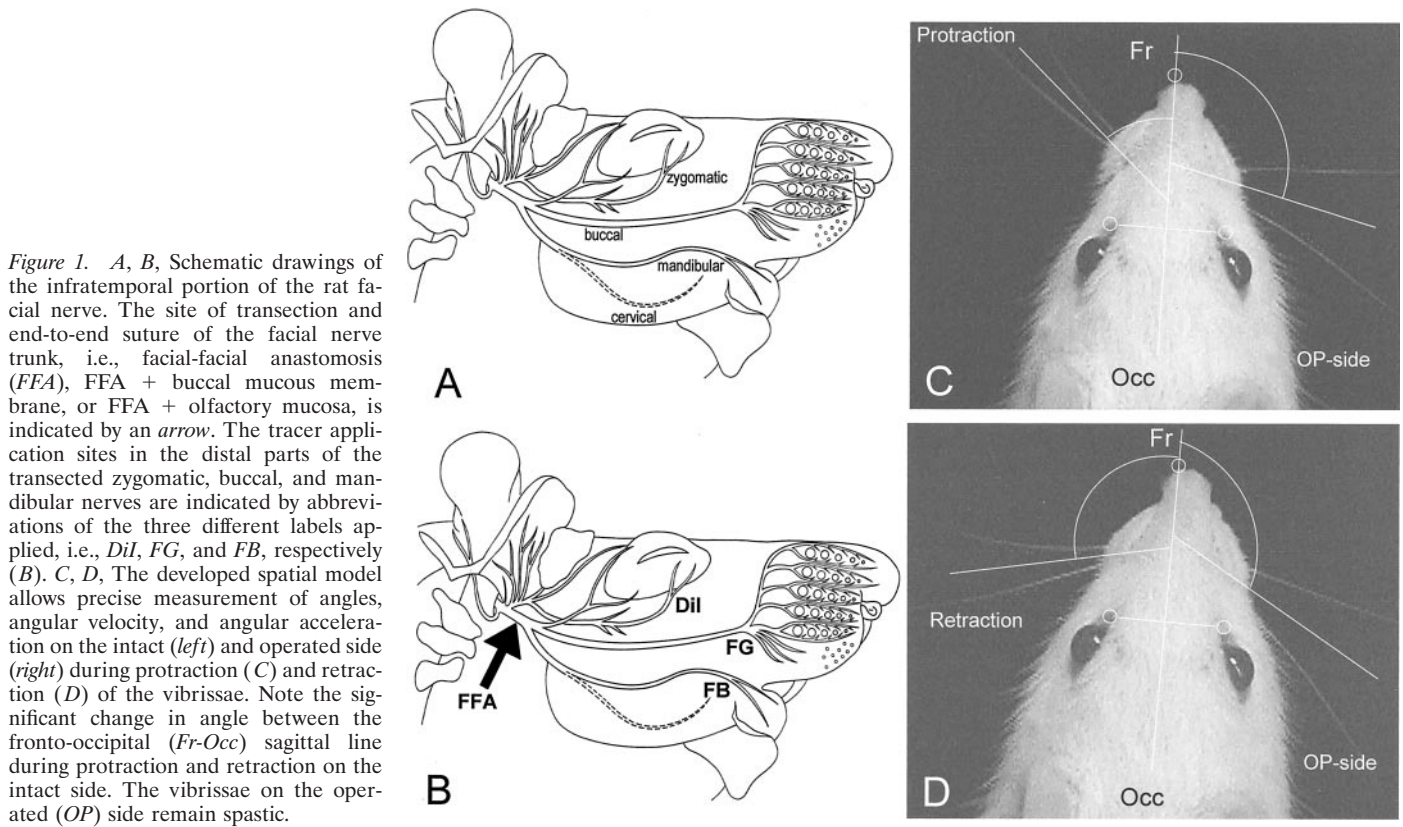 Figure 1. A, B, Schematic drawings of
the infratemporal portion of the rat fa-
cial nerve. The site of transection and
end-to-end suture of the facial nerve
trunk, i.e., facial-facial anastomosis
(FFA), FFA + buccal mucous mem-
brane, or FFA + olfactory mucosa, is
indicated by an arrow. The tracer appli-
cation sites in the distal parts of the
transected zygomatic, buccal, and man-
dibular nerves are indicated by abbrevi-
ations of the three different labels ap-
plied, i.e., DiI, FG, and FB, respectively
(B). C, D, The developed spatial model
allows precise measurement of angles,
angular velocity, and angular accelera-
tion on the intact (left) and operated side
(right) during protraction (C) and retrac-
tion (D) of the vibrissae. Note the sig-
nificant change in angle between the
fronto-occipital (Fr-Occ) sagittal line
during protraction and retraction on the
intact side. The vibrissae on the oper-
ated (OP) side remain spastic.
zygomatic
buccal
mandibular
cervical
A
DiI
FG
FB
FFA
B
Protraction
Fr
OP-side
Occ
C
Fr
Retraction
OP-side
Occ
D